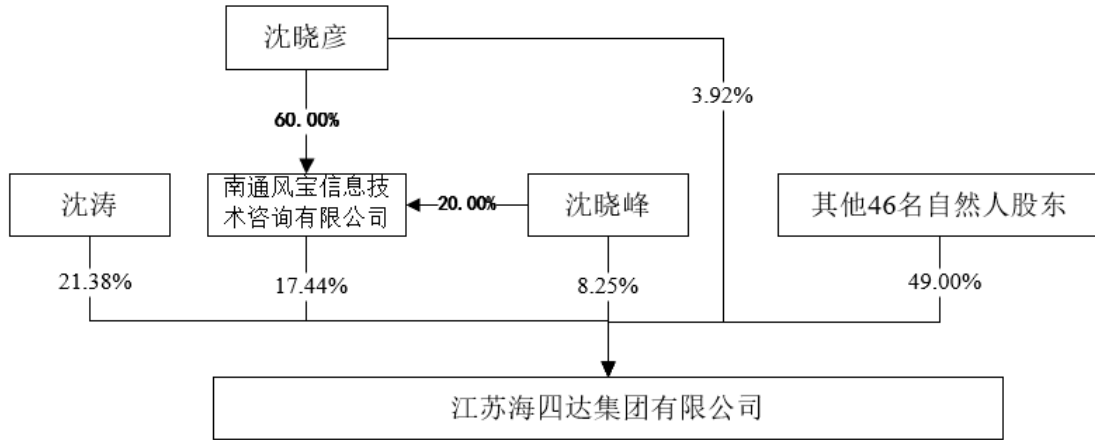 沈晓彦
3.92%
60.00%
沈涛
南通风宝信息技
术咨询有限公司
20.00%
沈晓峰
其他46名自然人股东
21.38%
17.44%
8.25%
49.00%
江苏海四达集团有限公司